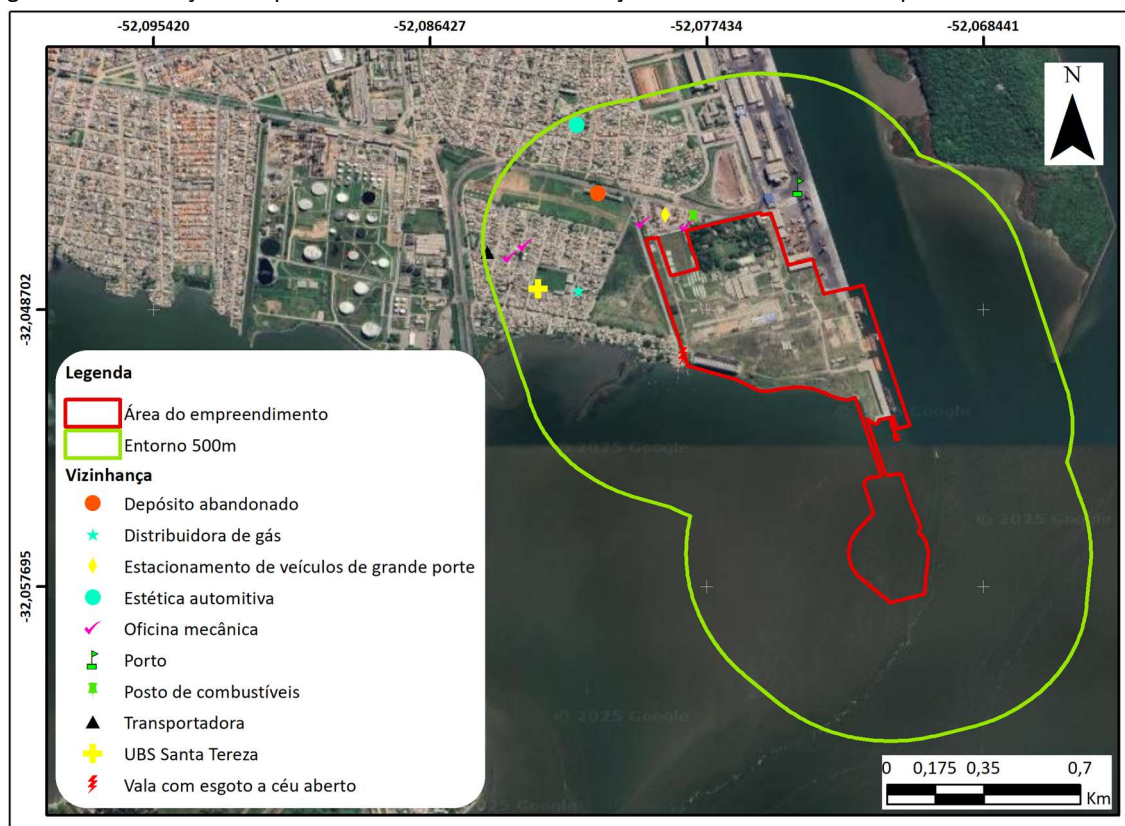 -52,095420
-52,086427
-52,077434
-52,068441
N
-32,048702
-32,057695
Legenda
Área do empreendimento
Entorno 500m
Vizinhança
Depósito abandonado
Distribuidora de gás
Estacionamento de veículos de grande porte
Estética automitiva
Oficina mecânica
Porto
Posto de combustíveis
Transportadora
UBS Santa Tereza
Vala com esgoto a céu aberto
© 2025 Google
© 2025 Google
© 2025 Google
© 2025 Google
2025 Google
0 0,175 0,35 0,7
Km